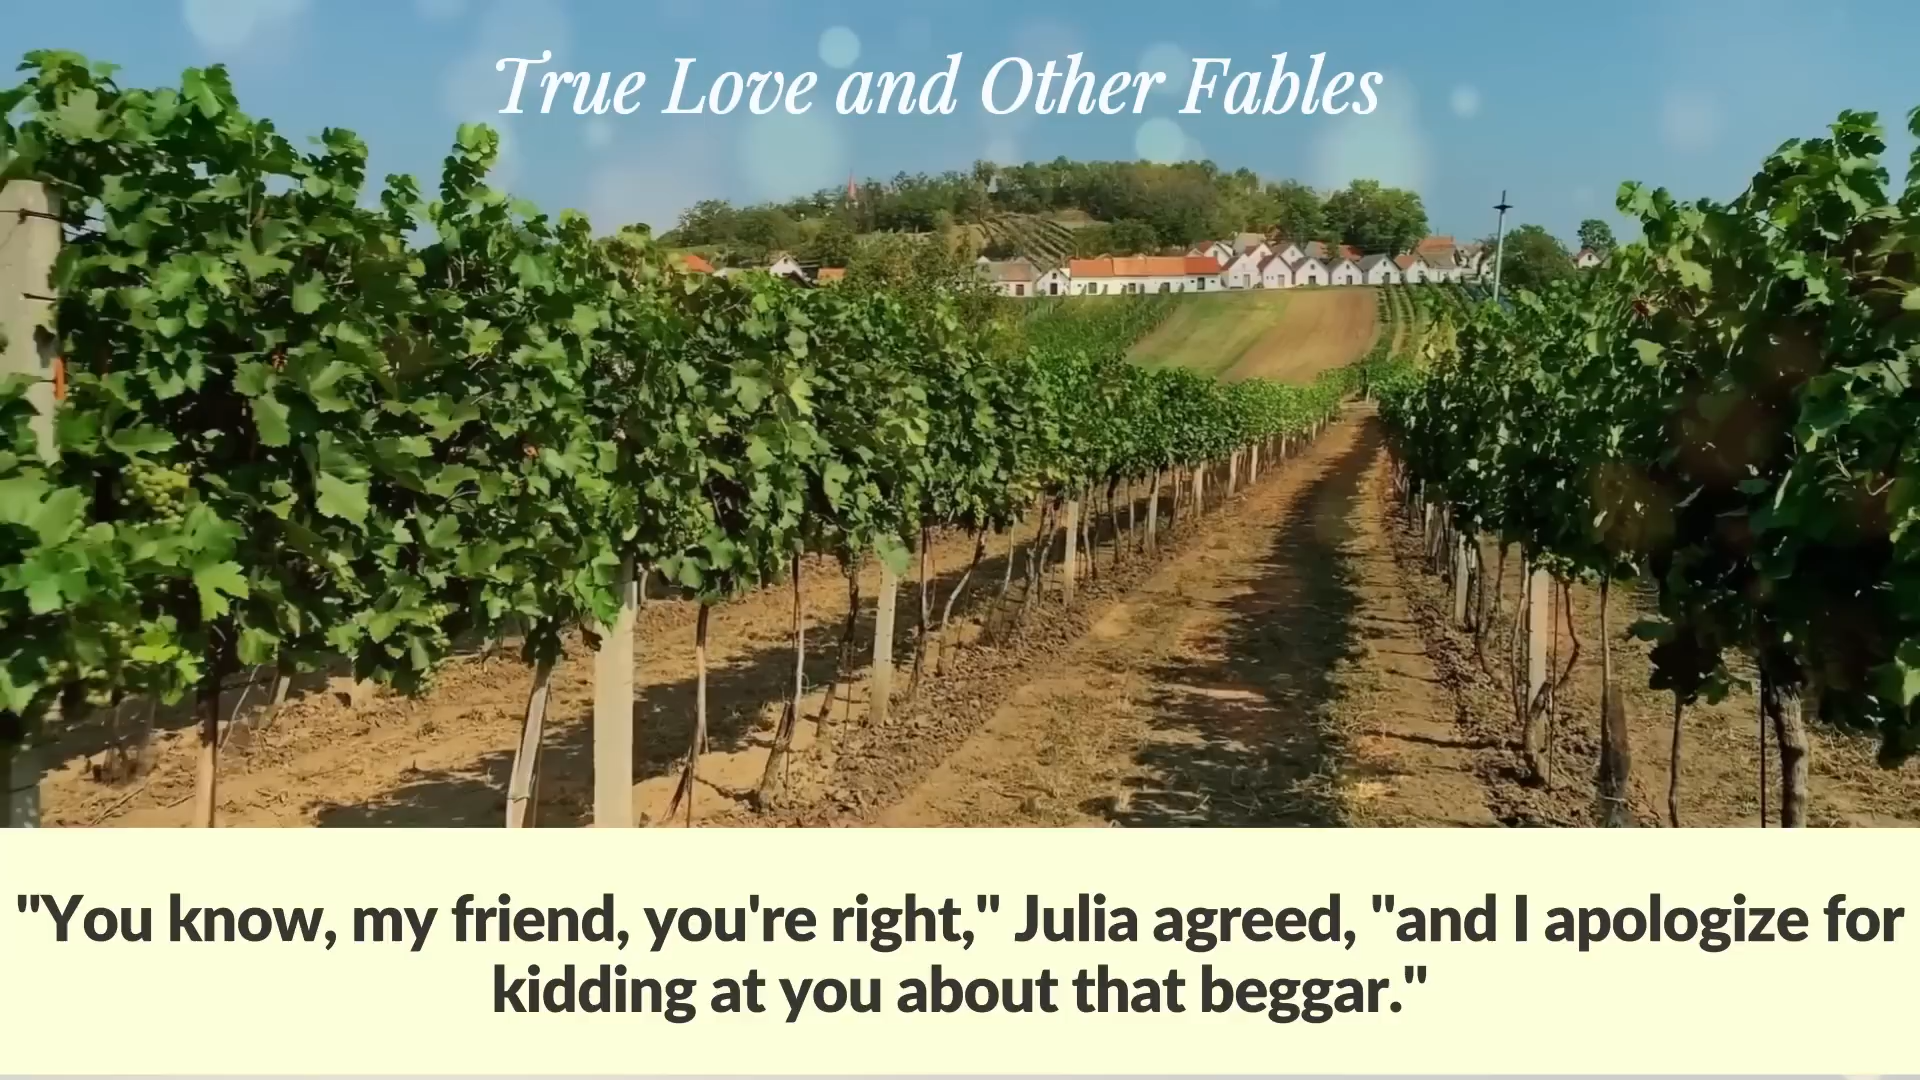 True Love and Other Fables
"You know, my friend, you're right," Julia agreed, "and I apologize for
kidding at you about that beggar."